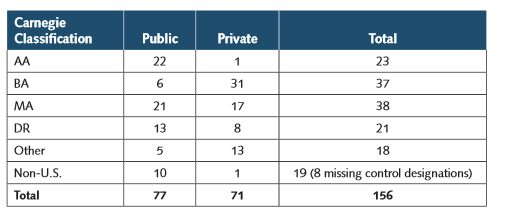 Carnegie
Classification Public Private Total
AA 22 1 23
BA 6 31 37
MA 21 17 38
DR 13 8 21
Other 5 13 18
Non-U.S. 10 1 19 (8 missing control designations)
Total 77 71 156